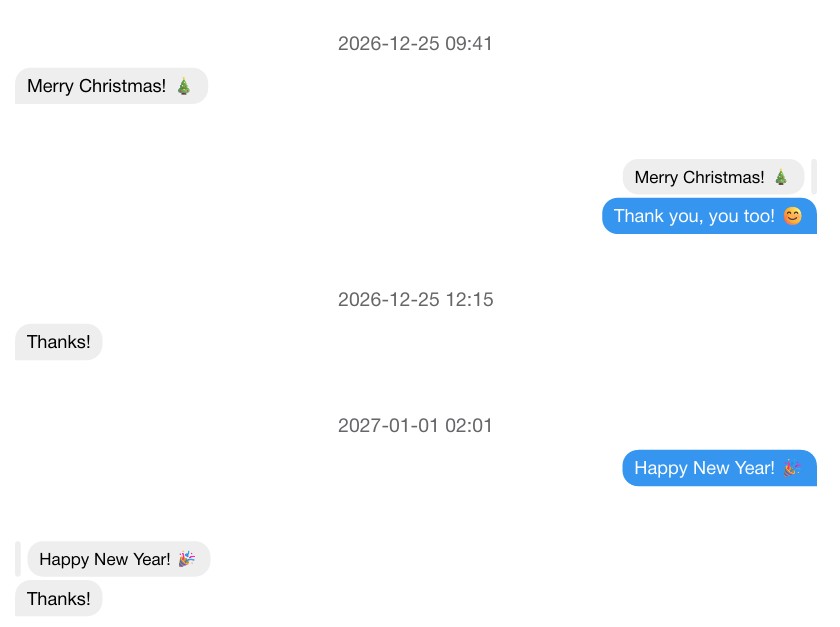 2026-12-25 09:41
Merry Christmas! 🎄
Merry Christmas! 🎄
Thank you, you too! 😊
2026-12-25 12:15
Thanks!
2027-01-01 02:01
Happy New Year! 🎉
Happy New Year! 🎉
Thanks!